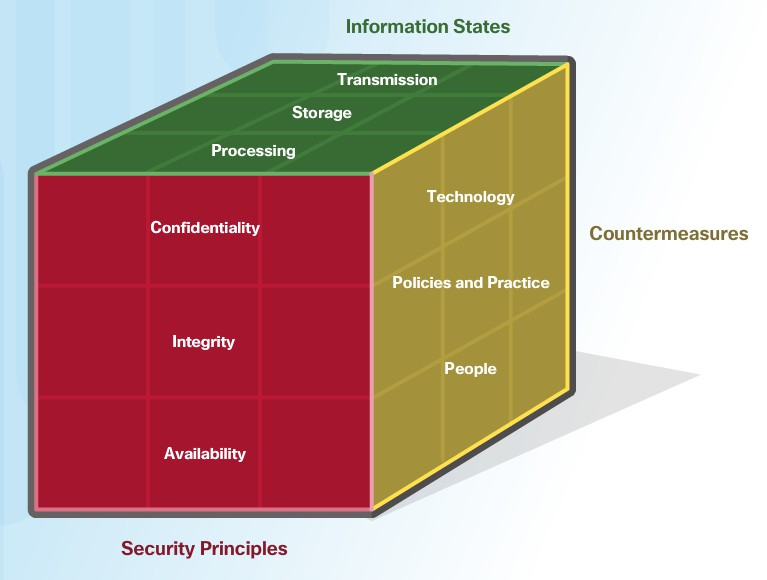 Information States
Transmission
Storage
Processing
Technology
Confidentiality
Countermeasures
Policies and Practice
Integrity
People
Availability
Security Principles